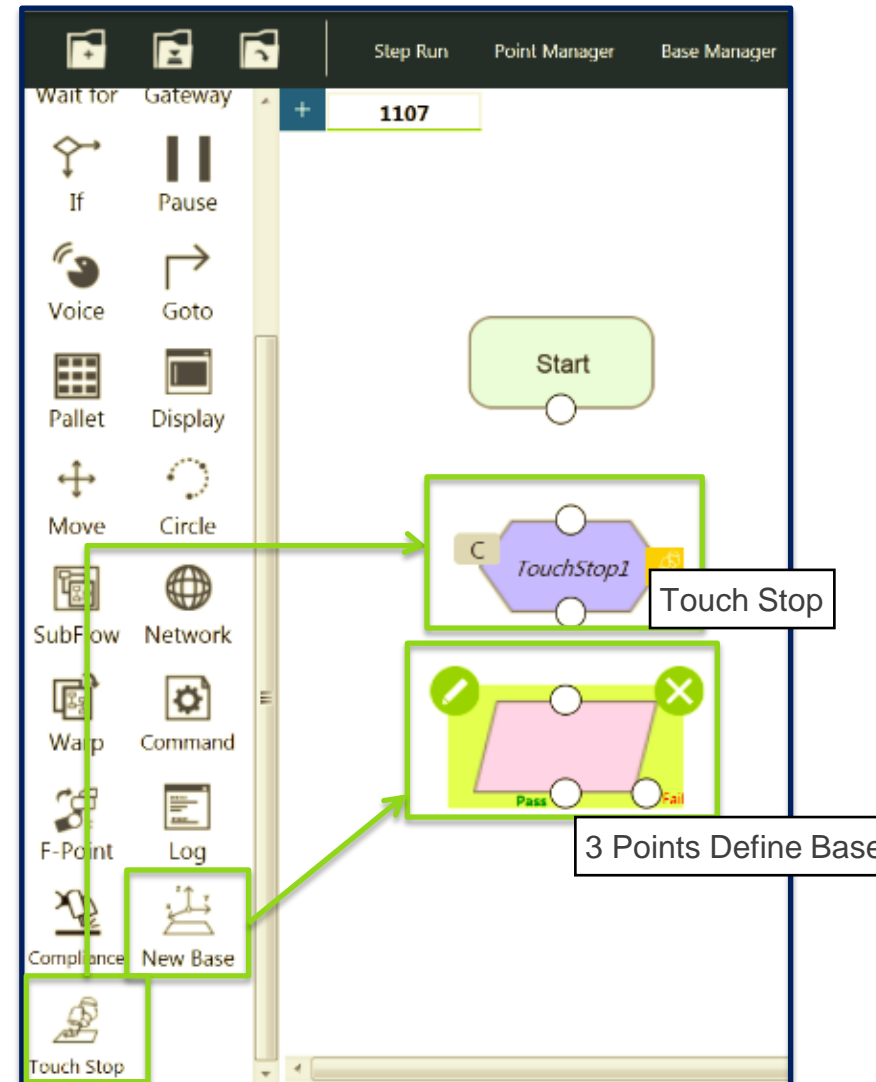 Step Run Point Manager Base Manager
Wait for Gateway
+ 1107
If Pause
Voice Goto
Start
Pallet Display
Move Circle
C TouchStop1
Touch Stop
SubFlow Network
Warp Command
Pass Fail
F-Point Log
3 Points Define Base
Compliance New Base
Touch Stop